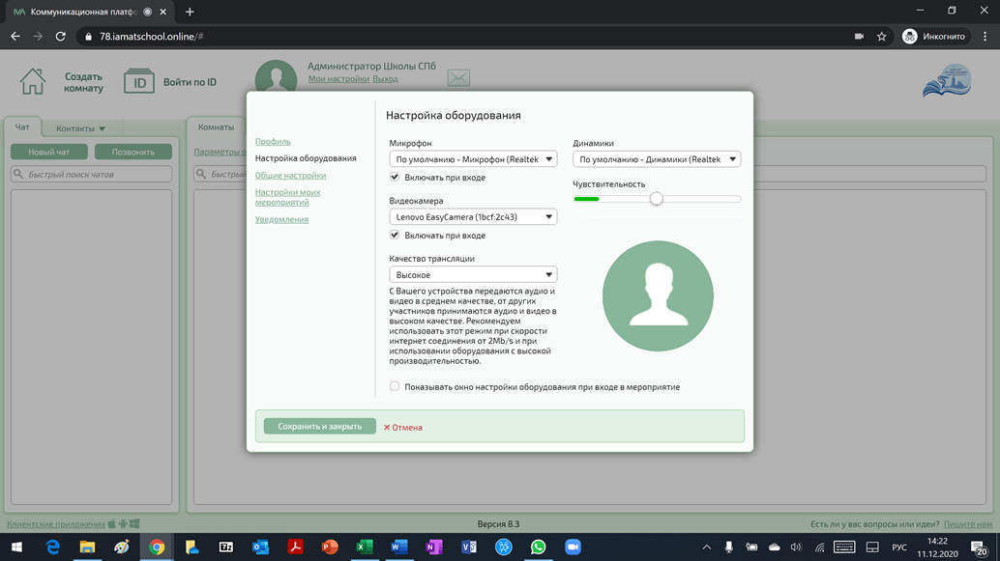 Коммуникационная платфо
78.iamatschool.online/#
Инкогнито
Создать
комнату
ID
Войти по ID
Администратор Школы СПб
Мои настройки Выход
Чат
Контакты
Комнаты
Новый чат
Позвонить
Параметры о
Быстрый поиск чатов
Быстрый
Настройка оборудования
Профиль
Настройка оборудования
Общие настройки
Настройки моих
мероприятий
Уведомления
Микрофон
По умолчанию - Микрофон (Realtek
Включать при входе
Видеокамера
Lenovo EasyCamera (1bcf:2c43)
Включать при входе
Качество трансляции
Высокое
С Вашего устройства передаются аудио и
видео в среднем качестве, от других
участников принимаются аудио и видео в
высоком качестве. Рекомендуем
использовать этот режим при скорости
интернет соединения от 2Mb/s и при
использовании оборудования с высокой
производительностью.
Динамики
По умолчанию - Динамики (Realtek
Чувствительность
Показывать окно настройки оборудования при входе в мероприятие
Сохранить и закрыть
Отмена
Клиентские приложения
Версия 8.3
Есть ли у вас вопросы или идеи? Пишите нам
РУС
14:22
11.12.2020
20